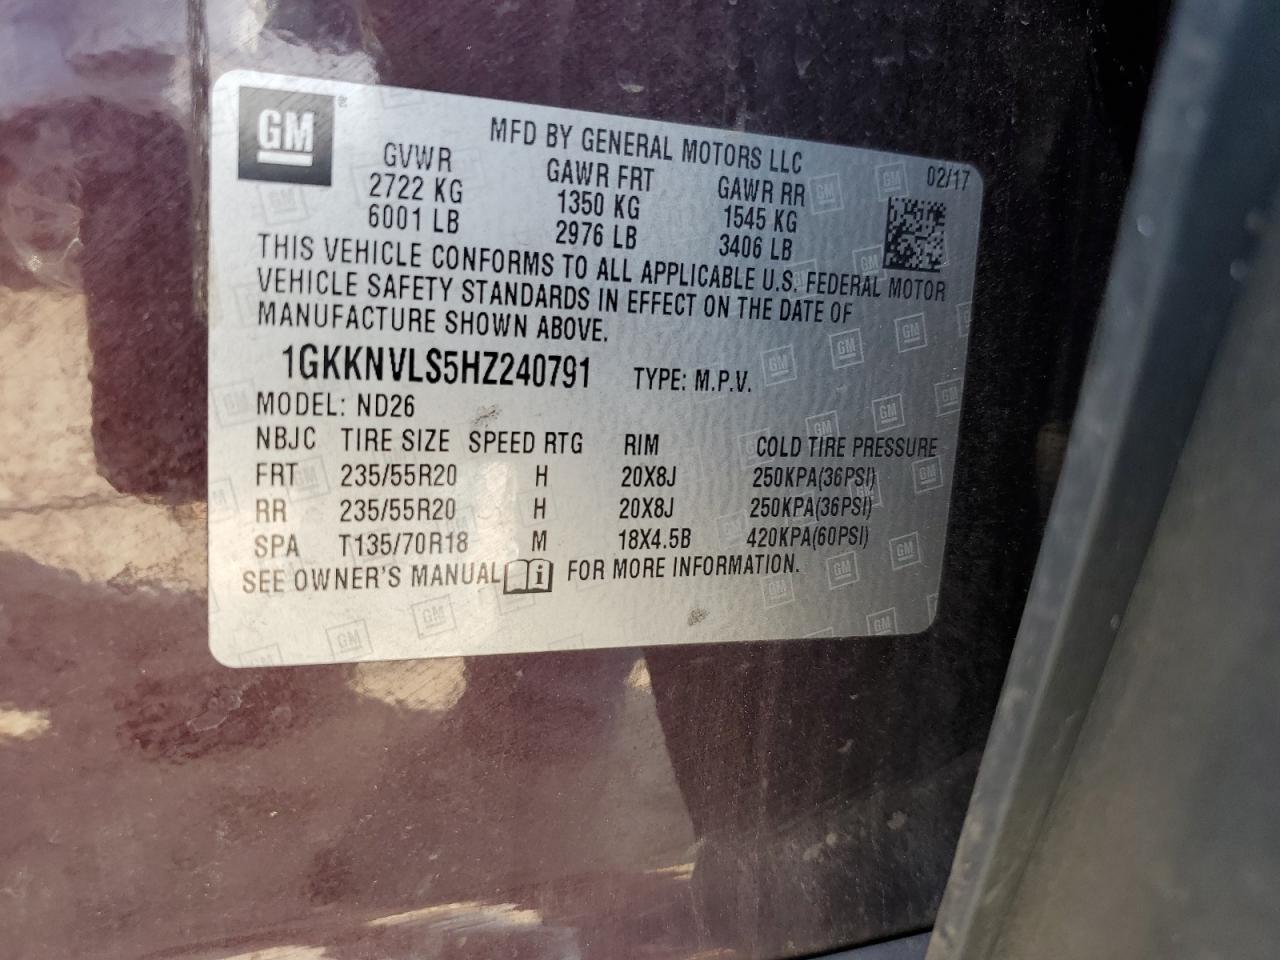 GM
MFD BY GENERAL MOTORS LLC
GVWR GAWR FRT GAWR RR 02/17
2722 KG 1350 KG 1545 KG
6001 LB 2976 LB 3406 LB
THIS VEHICLE CONFORMS TO ALL APPLICABLE U.S. FEDERAL MOTOR
VEHICLE SAFETY STANDARDS IN EFFECT ON THE DATE OF
MANUFACTURE SHOWN ABOVE.
1GKKNVLS5HZ240791 TYPE: M.P.V.
MODEL: ND26
NBJC TIRE SIZE SPEED RTG RIM COLD TIRE PRESSURE
FRT 235/55R20 H 20X8J 250KPA(36PSI)
RR 235/55R20 H 20X8J 250KPA(36PSI)
SPA T135/70R18 M 18X4.5B 420KPA(60PSI)
SEE OWNER'S MANUAL i FOR MORE INFORMATION.